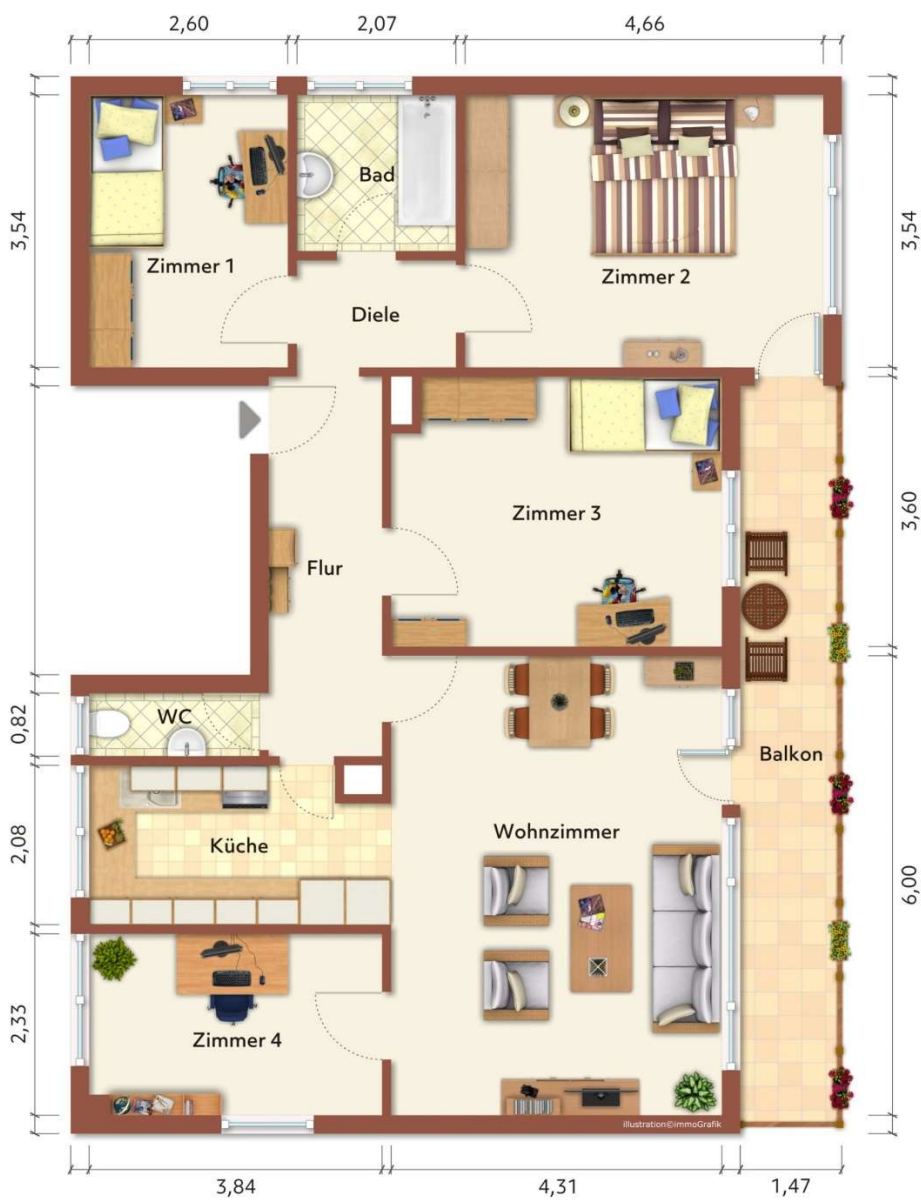 2,60 2,07 4,66
3,54
3,54
Bad
Zimmer 1
Zimmer 2
Diele
Zimmer 3
3,60
Flur
0,82
WC
Balkon
2,08
Küche
Wohnzimmer
6,00
2,33
Zimmer 4
illustration©immoGrafik
3,84 4,31 1,47